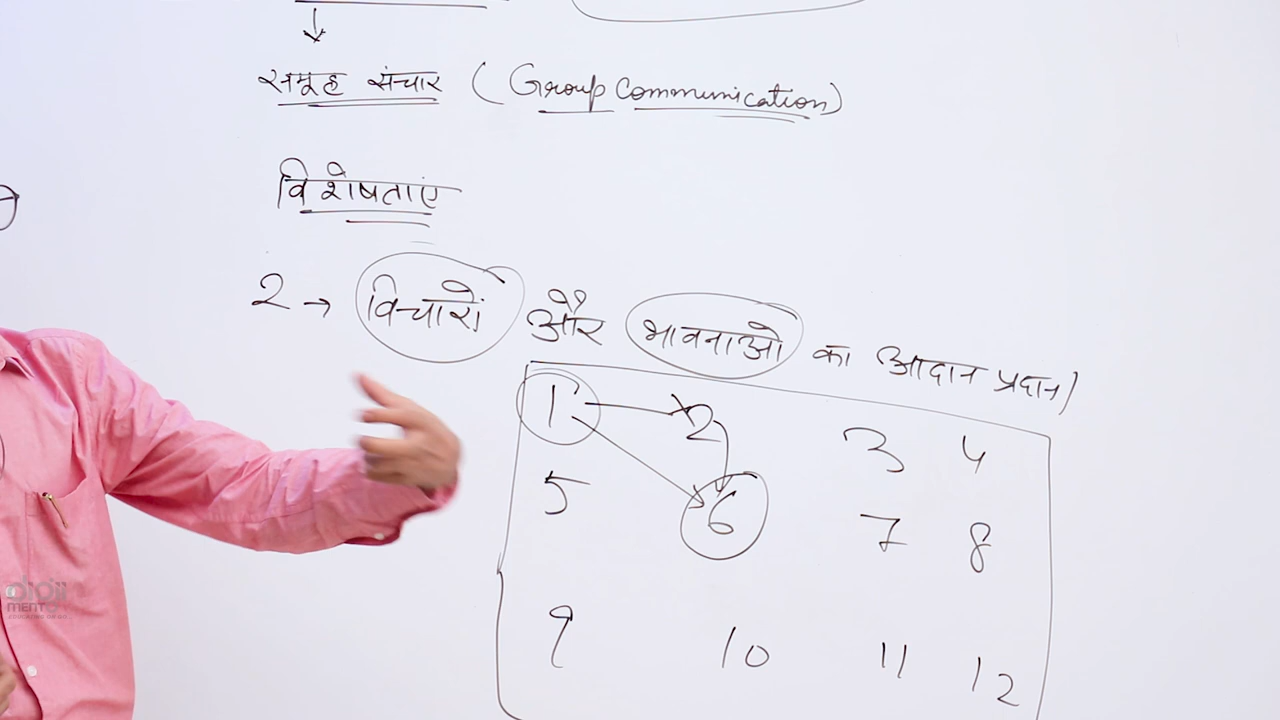 समूह संचार ( Group Communication)
विशेषताएं
2 → विचारों और भावनाओ का आदान प्रदान।
1 2 3 4
5 6 7 8
9 10 11 12